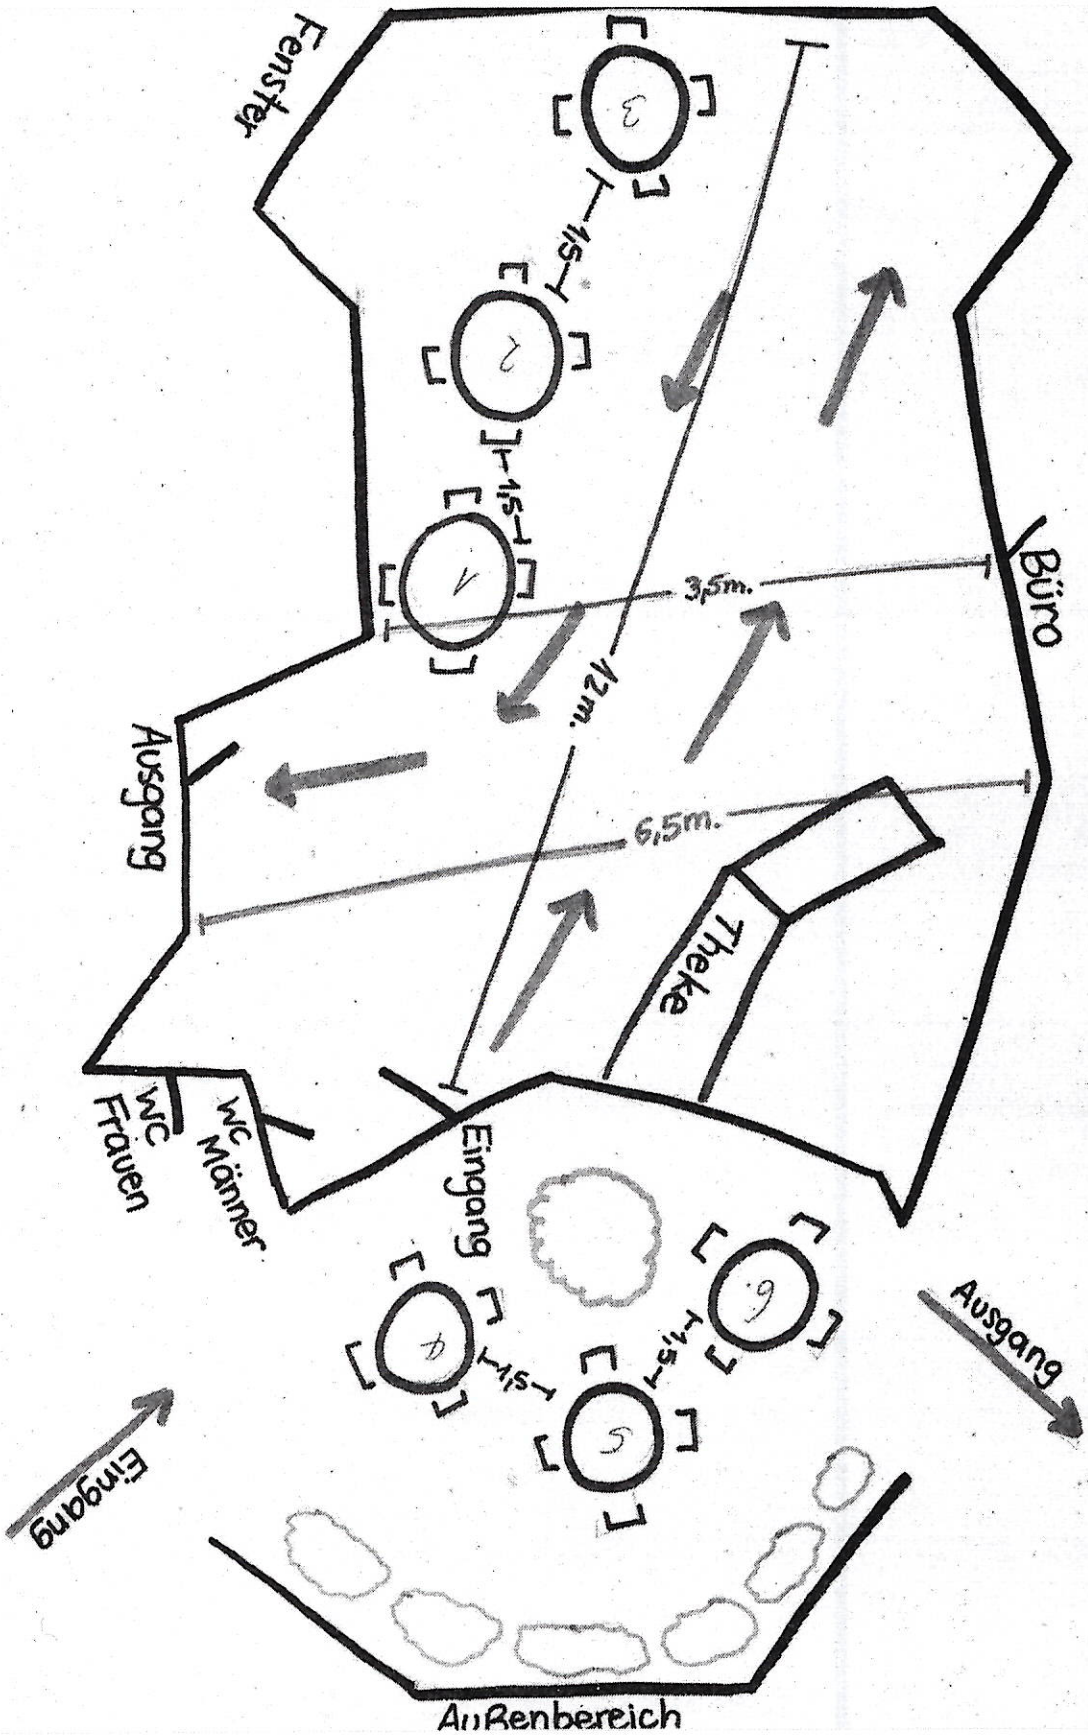 Fenster
3
1,5
2
1,5
1
Büro
3,5m.
12m.
Ausgang
6,5m.
Theke
WC
Frauen
WC
Männer
Eingang
6.
Ausgang
4
1,5
1,5
5
Eingang
Außenbereich